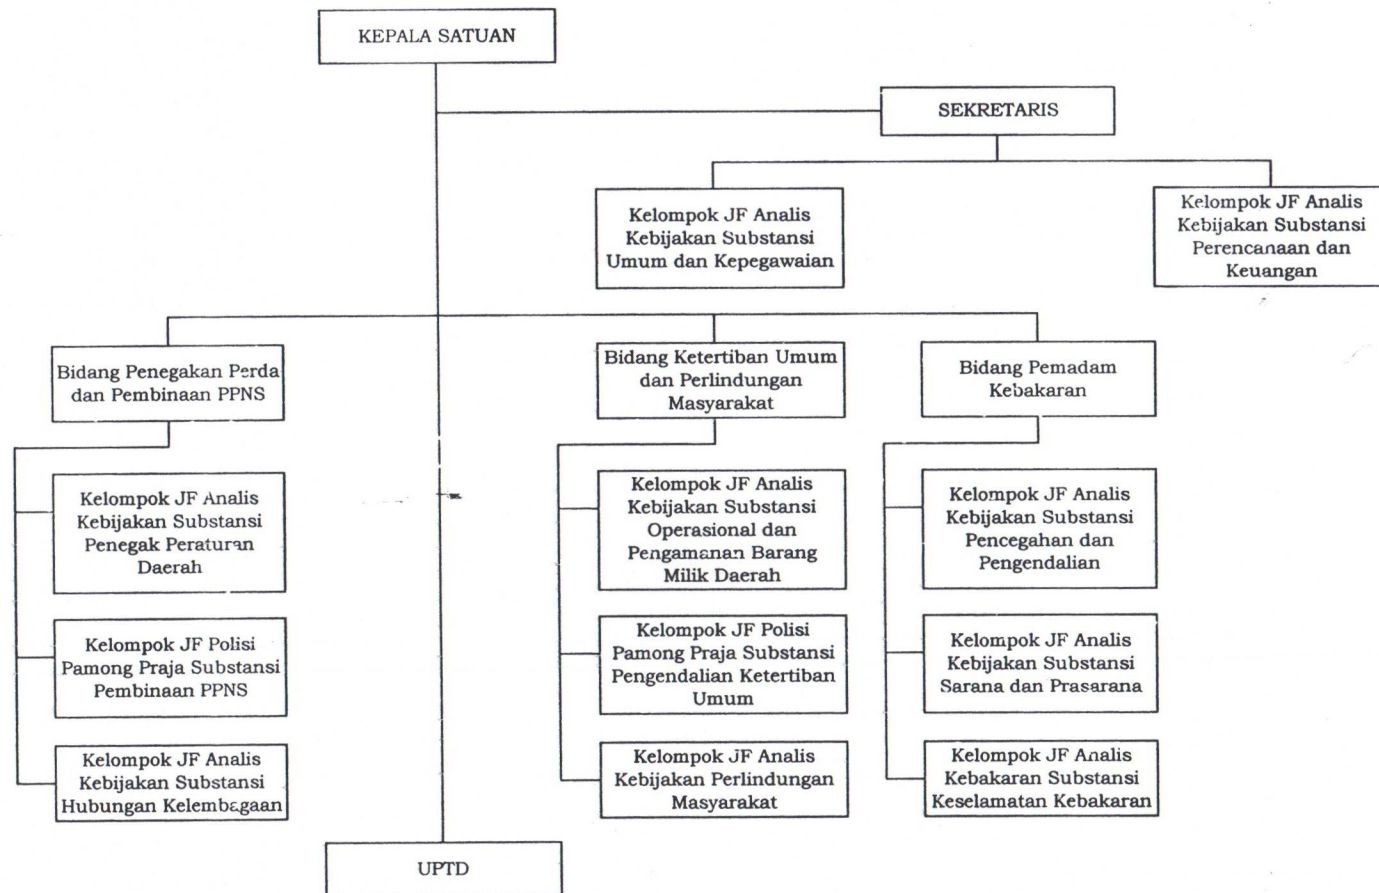 KEPALA SATUAN
SEKRETARIS
Kelompok JF Analis
Kebijakan Substansi
Umum dan Kepegawaian
Kelompok JF Analis
Kebijakan Substansi
Perencanaan dan
Keuangan
Bidang Penegakan Perda
dan Pembinaan PPNS
Bidang Ketertiban Umum
dan Perlindungan
Masyarakat
Bidang Pemadam
Kebakaran
Kelompok JF Analis
Kebijakan Substansi
Penegak Peraturan
Daerah
Kelompok JF Polisi
Pamong Praja Substansi
Pembinaan PPNS
Kelompok JF Analis
Kebijakan Substansi
Hubungan Kelembagaan
Kelompok JF Analis
Kebijakan Substansi
Operasional dan
Pengamanan Barang
Milik Daerah
Kelompok JF Polisi
Pamong Praja Substansi
Pengendalian Ketertiban
Umum
Kelompok JF Analis
Kebijakan Perlindungan
Masyarakat
Kelompok JF Analis
Kebijakan Substansi
Pencegahan dan
Pengendalian
Kelompok JF Analis
Kebijakan Substansi
Sarana dan Prasarana
Kelompok JF Analis
Kebakaran Substansi
Keselamatan Kebakaran
UPTD